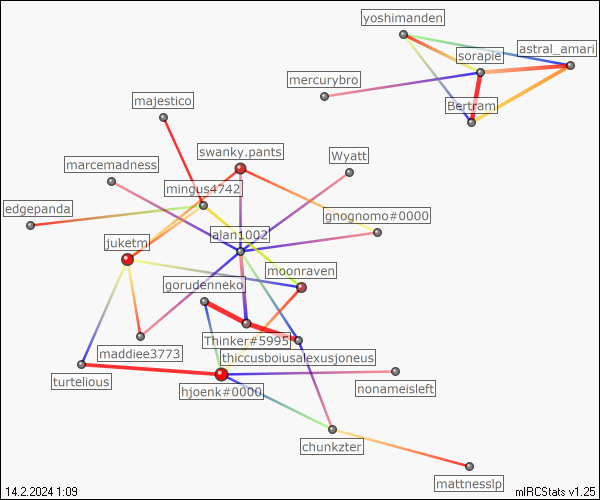 yoshimanden
astral_amari
sorapie
mercurybro
majestico
Bertram
swanky.pants
Wyatt
marcemadness
mingus4742
edgepanda
gnognomo#0000
alan1002
juketm
moonraven
gorudenneko
Thinker#5995
maddiee3773
thiccusboiusalexusjoneus
turtelious
hjoenk#0000
nonameisleft
chunkzter
mattnesslp
14.2.2024 1:09
mIRCStats v1.25